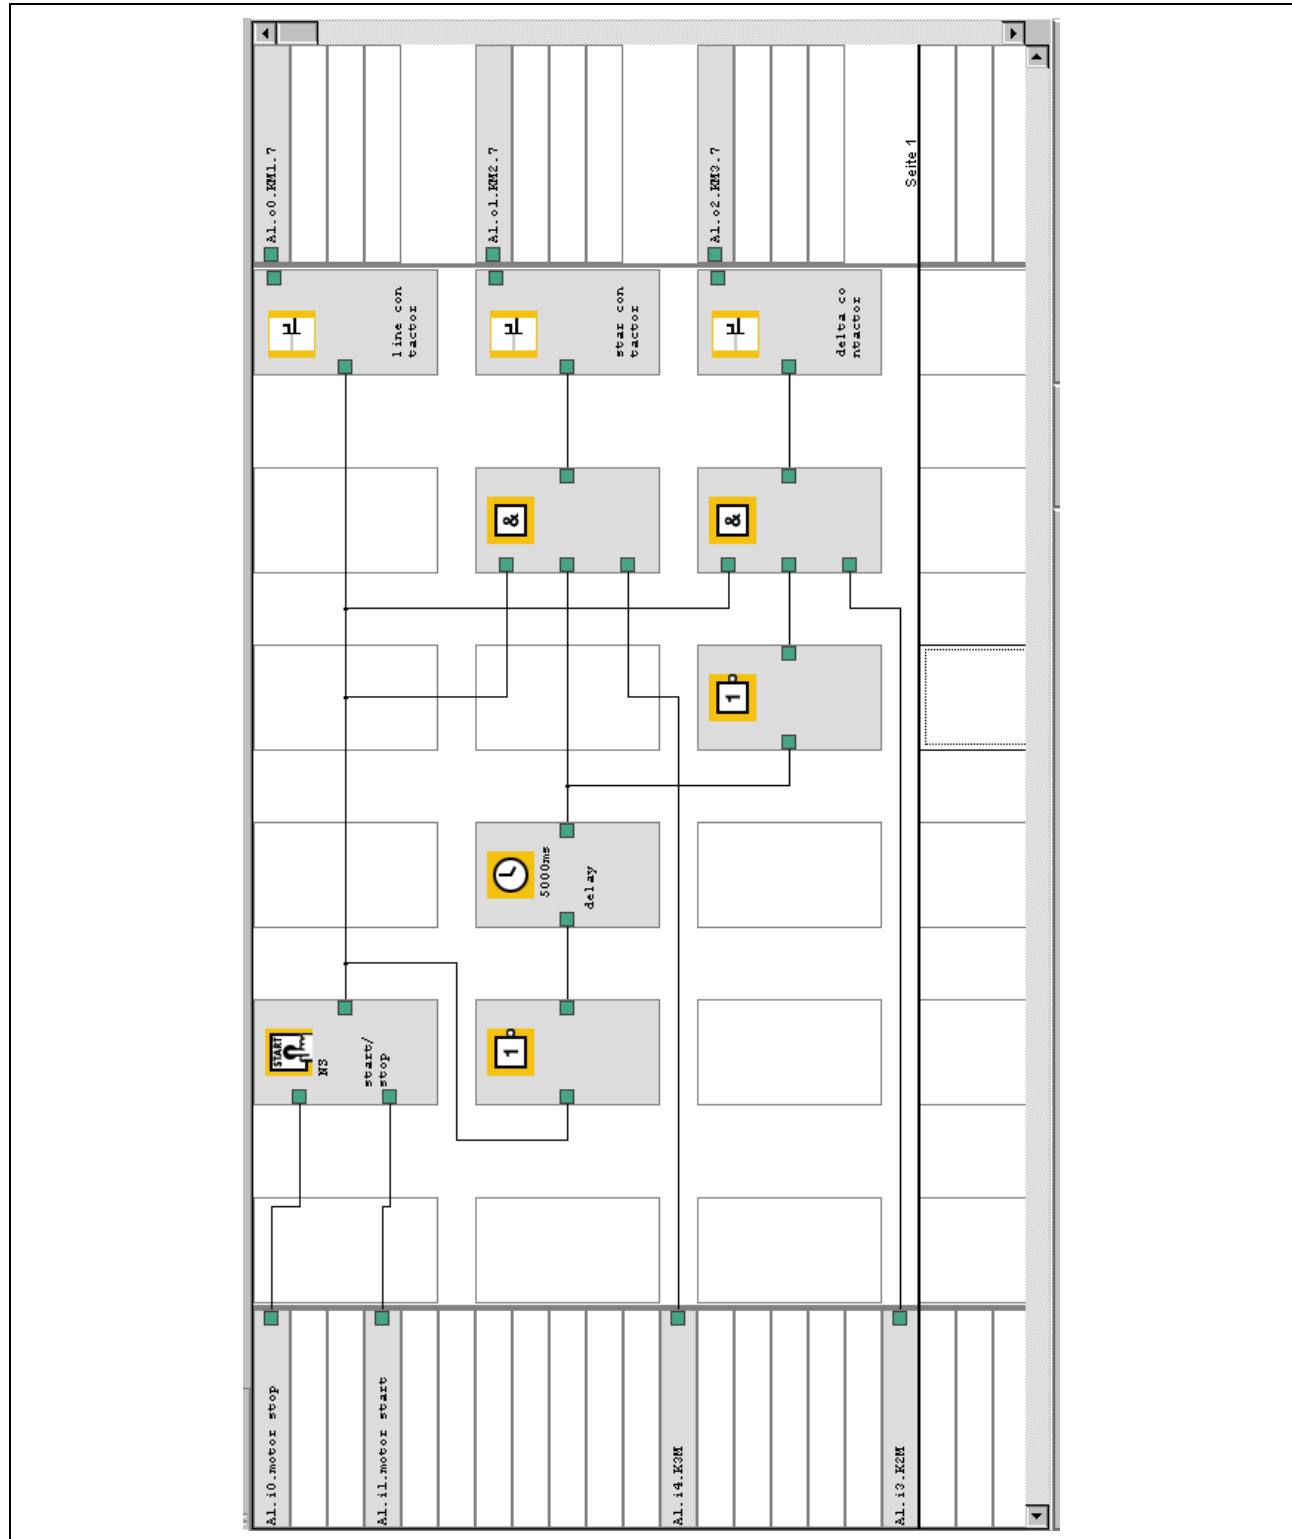 A1.i0.motor stop
A1.i1.motor start
A1.i4.K3M
A1.i3.K2M
START
NS
start/
stop
1
5000ms
delay
1
&
&
line con
tactor
star con
tactor
delta co
ntactor
A1.o0.KM1.7
A1.o1.KM2.7
A1.o2.KM3.7
Seite 1